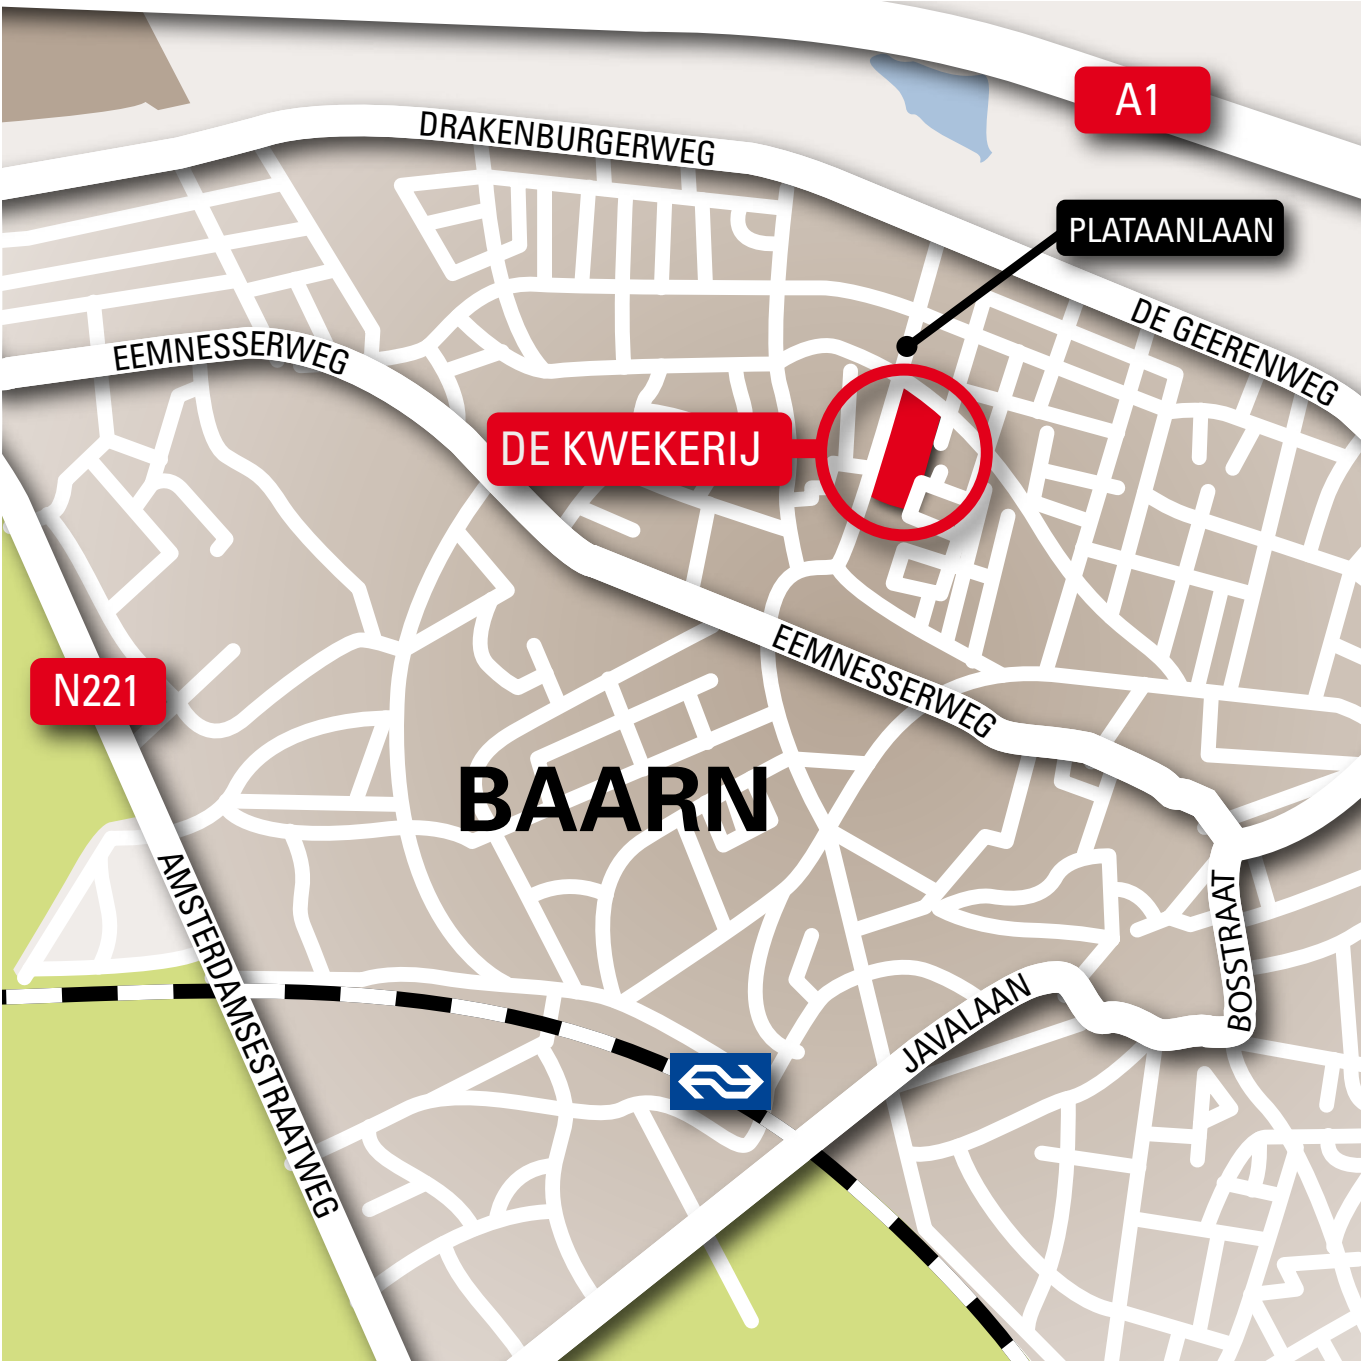 A1
DRAKENBURGERWEG
PLATAANLAAN
DE GEERENWEG
EEMNESSERWEG
DE KWEKERIJ
EEMNESSERWEG
N221
BAARN
AMSTERDAMSESTRAATWEG
BOSSTRAAT
JAVALAAN